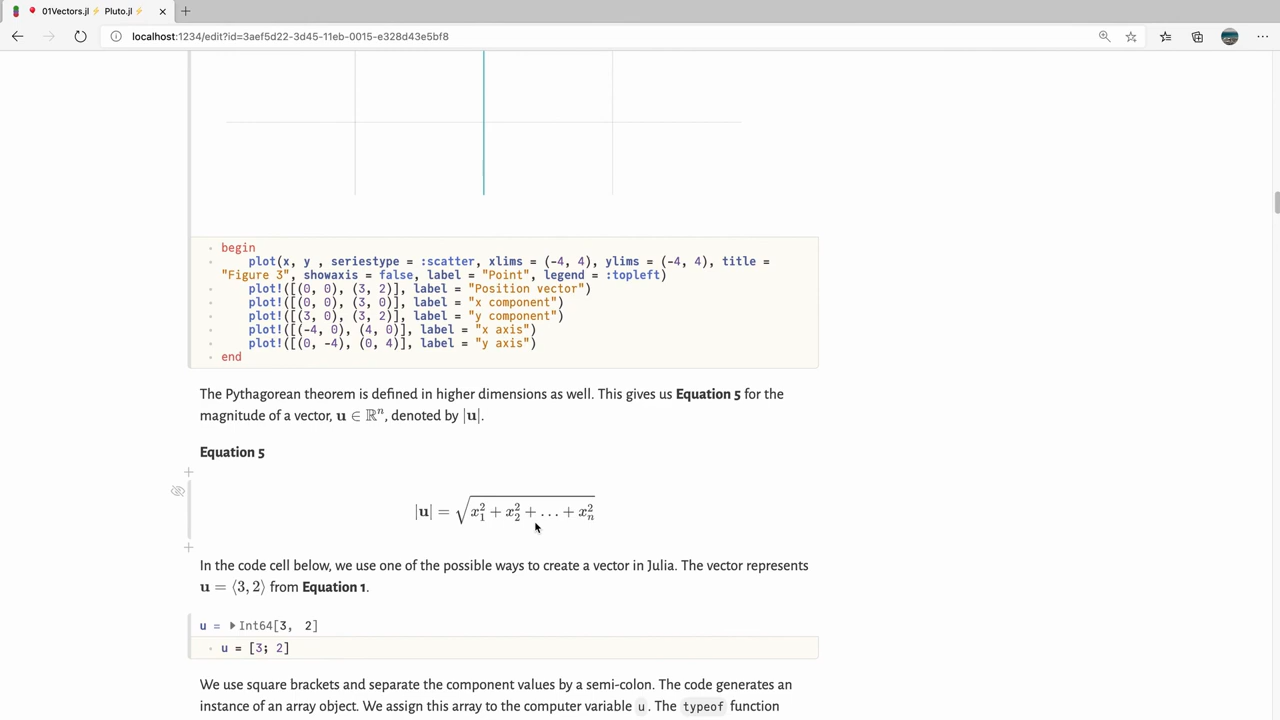 01Vectors.jl ⚡ Pluto.jl ⚡
localhost:1234/edit?id=3aef5d22-3d45-11eb-0015-e328d43e5bf8
begin
plot(x, y , seriestype = :scatter, xlims = (-4, 4), ylims = (-4, 4), title =
"Figure 3", showaxis = false, label = "Point", legend = :topleft)
plot!([(0, 0), (3, 2)], label = "Position vector")
plot!([(0, 0), (3, 0)], label = "x component")
plot!([(3, 0), (3, 2)], label = "y component")
plot!([(-4, 0), (4, 0)], label = "x axis")
plot!([(0, -4), (0, 4)], label = "y axis")
end
The Pythagorean theorem is defined in higher dimensions as well. This gives us Equation 5 for the
magnitude of a vector, u ∈ ℝⁿ, denoted by |u|.
Equation 5
|u| = √(x₁² + x₂² + … + xₙ²)
In the code cell below, we use one of the possible ways to create a vector in Julia. The vector represents
u = ⟨3, 2⟩ from Equation 1.
u = ▶Int64[3, 2]
u = [3; 2]
We use square brackets and separate the component values by a semi-colon. The code generates an
instance of an array object. We assign this array to the computer variable u. The typeof function